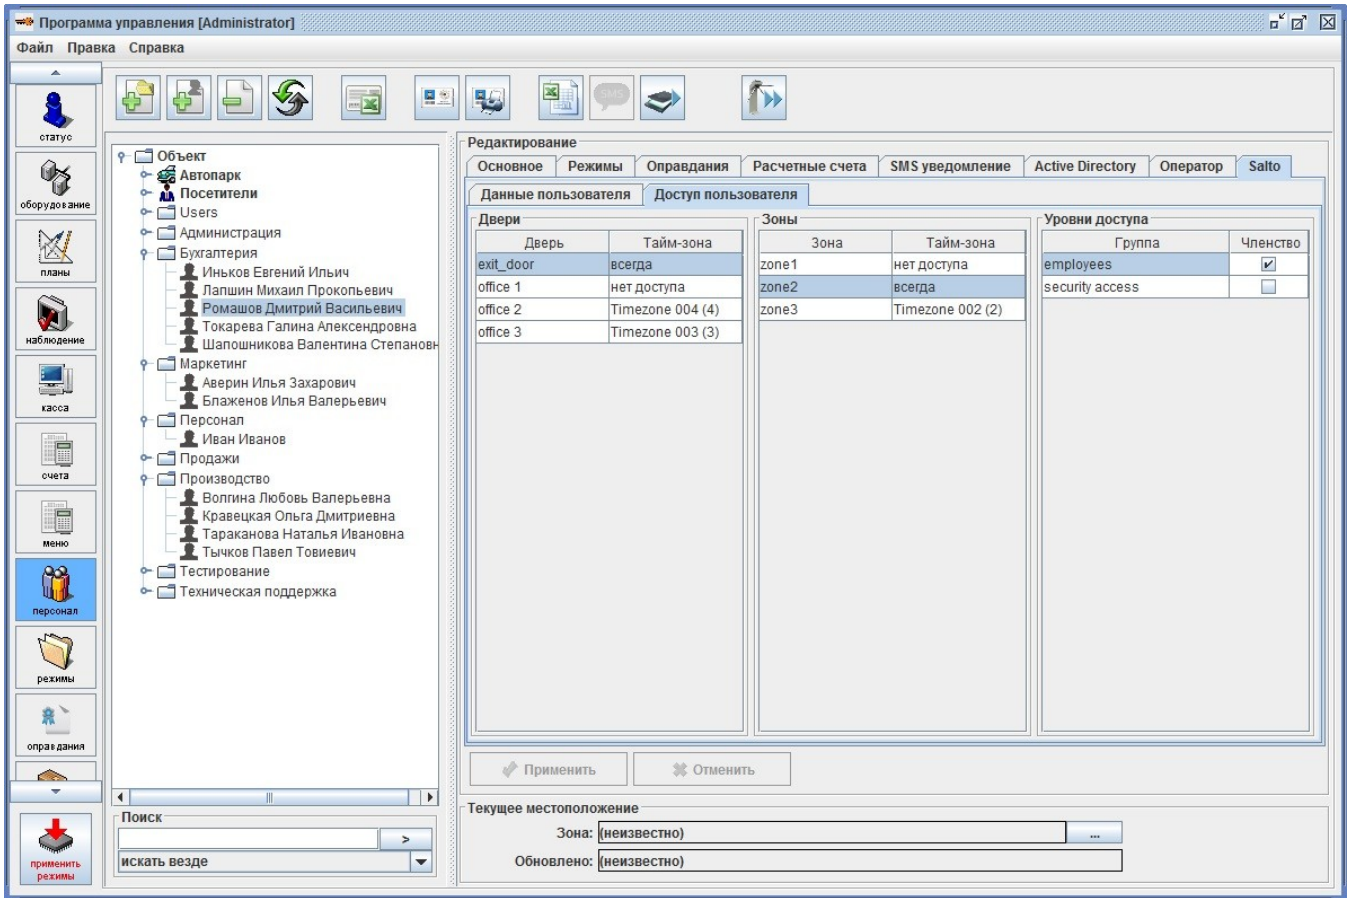 Программа управления [Administrator]
Файл Правка Справка
статус
оборудование
планы
наблюдение
касса
счета
меню
персонал
режимы
оправдания
применить
режимы
SMS
Объект
Автопарк
Посетители
Users
Администрация
Бухгалтерия
Иньков Евгений Ильич
Лапшин Михаил Прокопьевич
Ромашов Дмитрий Васильевич
Токарева Галина Алексендровна
Шапошникова Валентина Степановн
Маркетинг
Аверин Илья Захарович
Блаженов Илья Валерьевич
Персонал
Иван Иванов
Продажи
Производство
Волгина Любовь Валерьевна
Кравецкая Ольга Дмитриевна
Тараканова Наталья Ивановна
Тычков Павел Товиевич
Тестирование
Техническая поддержка
Поиск
>
искать везде
Редактирование
Основное Режимы Оправдания Расчетные счета SMS уведомление Active Directory Оператор Salto
Данные пользователя Доступ пользователя
Двери
Дверь Тайм-зона
exit_door всегда
office 1 нет доступа
office 2 Timezone 004 (4)
office 3 Timezone 003 (3)
Зоны
Зона Тайм-зона
zone1 нет доступа
zone2 всегда
zone3 Timezone 002 (2)
Уровни доступа
Группа Членство
employees
security access
Применить Отменить
Текущее местоположение
Зона: (неизвестно) ...
Обновлено: (неизвестно)